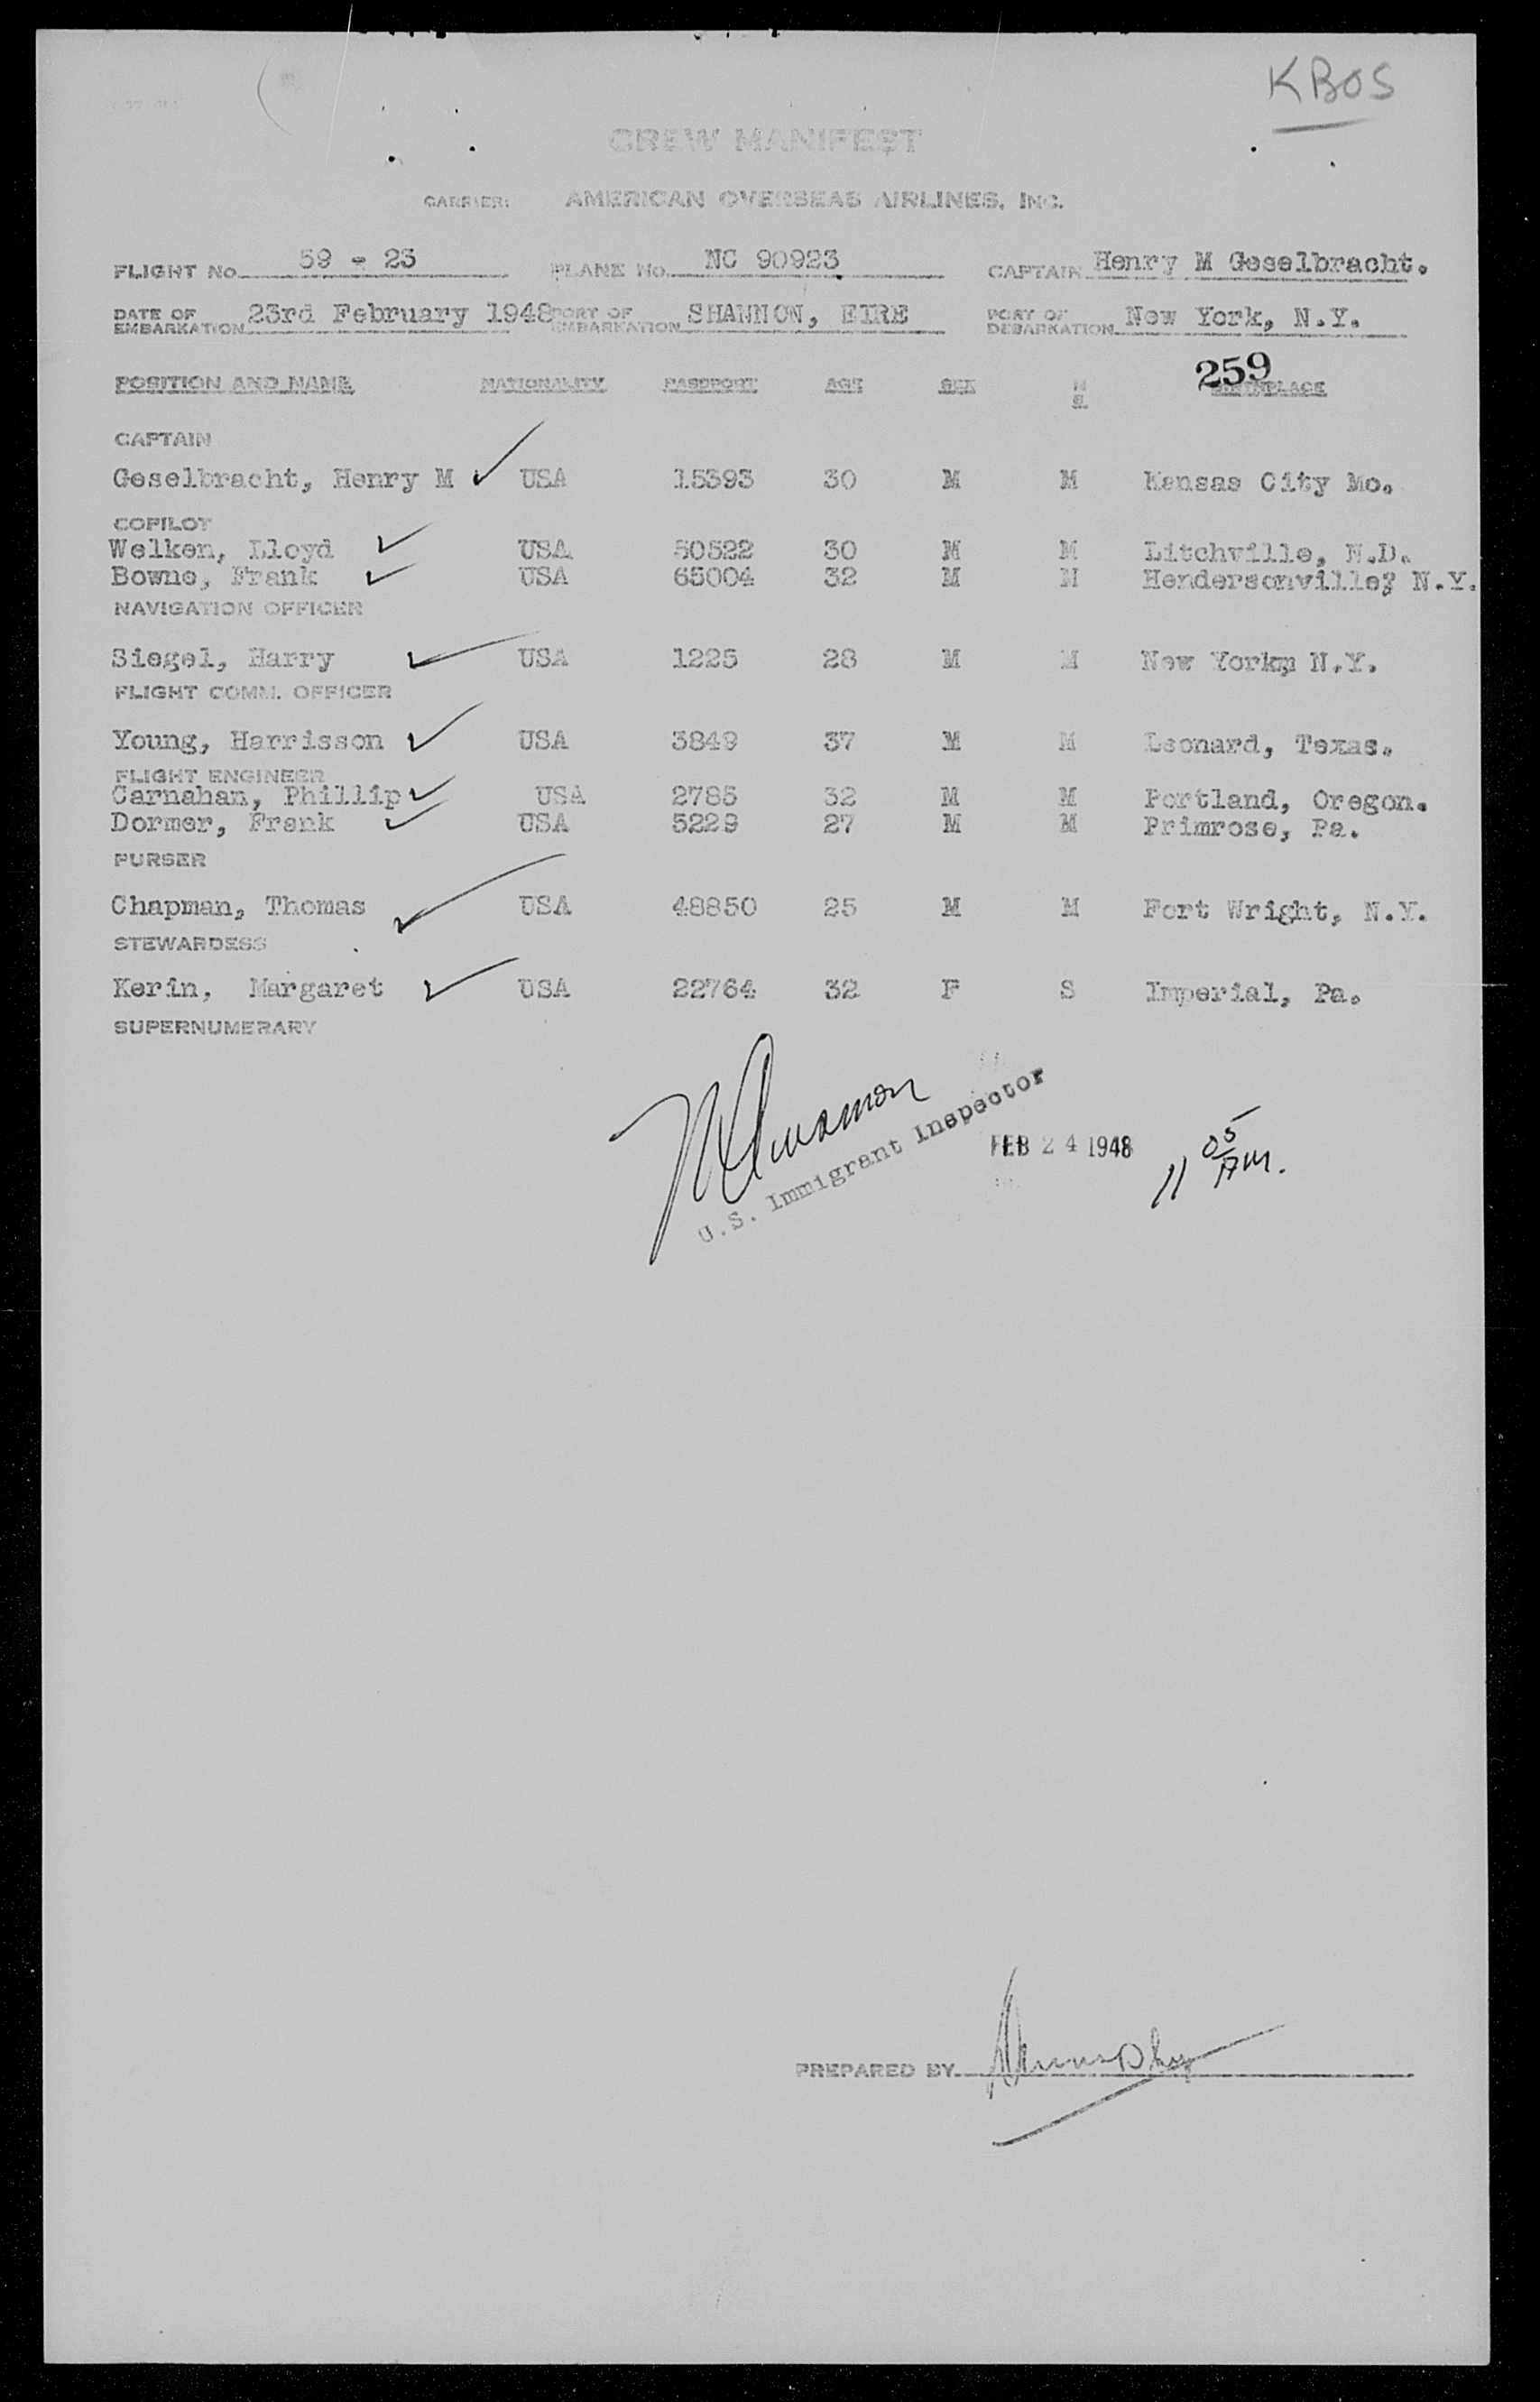 KBOS
CREW MANIFEST
CARRIER: AMERICAN OVERSEAS AIRLINES, INC.
FLIGHT No. 59 - 23 PLANE No. NC 90923 CAPTAIN Henry M Geselbracht.
DATE OF EMBARKATION 23rd February 1948 PORT OF EMBARKATION SHANNON, EIRE PORT OF DEBARKATION New York, N.Y.
259
POSITION AND NAME NATIONALITY PASSPORT AGE SEX M S BIRTHPLACE
CAPTAIN
Geselbracht, Henry M USA 15393 30 M M Kansas City Mo.
COPILOT
Welken, Lloyd USA 50522 30 M M Litchville, N.D.
Bowne, Frank USA 65004 32 M M Hendersonville, N.Y.
NAVIGATION OFFICER
Siegel, Harry USA 1225 28 M M New York, N.Y.
FLIGHT COMM. OFFICER
Young, Harrisson USA 3849 37 M M Leonard, Texas.
FLIGHT ENGINEER
Carnahan, Phillip USA 2785 32 M M Portland, Oregon.
Dormer, Frank USA 5229 27 M M Primrose, Pa.
PURSER
Chapman, Thomas USA 48850 25 M M Fort Wright, N.Y.
STEWARDESS
Kerin, Margaret USA 22764 32 F S Imperial, Pa.
SUPERNUMERARY
U.S. Immigrant Inspector
FEB 24 1948
11 05 AM.
PREPARED BY